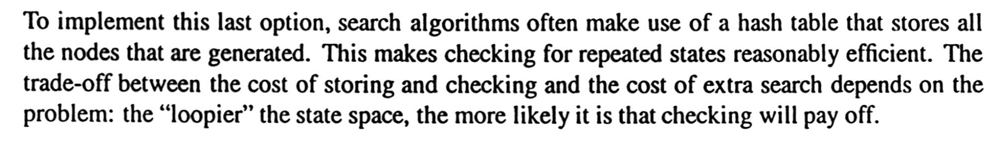 To implement this last option, search algorithms often make use of a hash table that stores all
the nodes that are generated. This makes checking for repeated states reasonably efficient. The
trade-off between the cost of storing and checking and the cost of extra search depends on the
problem: the “loopier” the state space, the more likely it is that checking will pay off.